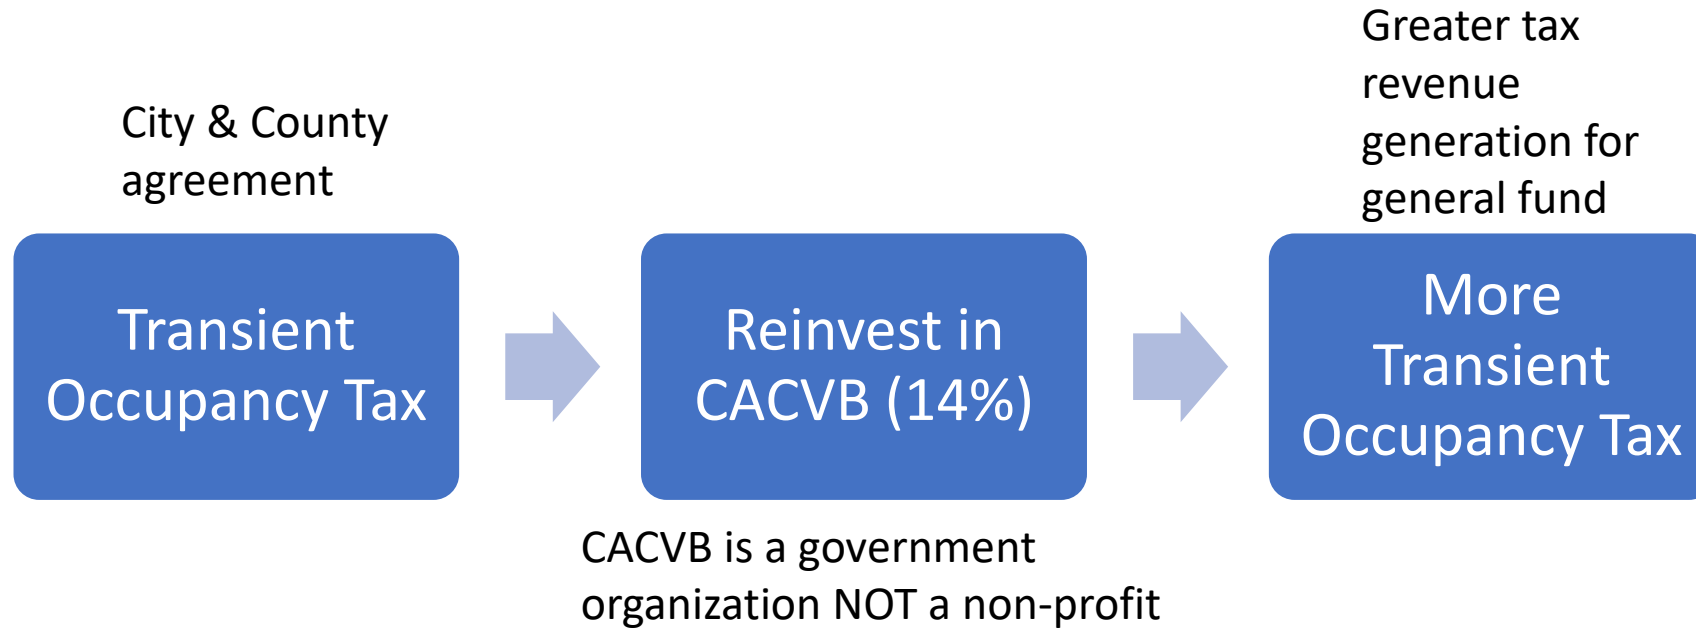 City & County
agreement
Transient
Occupancy Tax
Reinvest in
CACVB (14%)
CACVB is a government
organization NOT a non-profit
Greater tax
revenue
generation for
general fund
More
Transient
Occupancy Tax